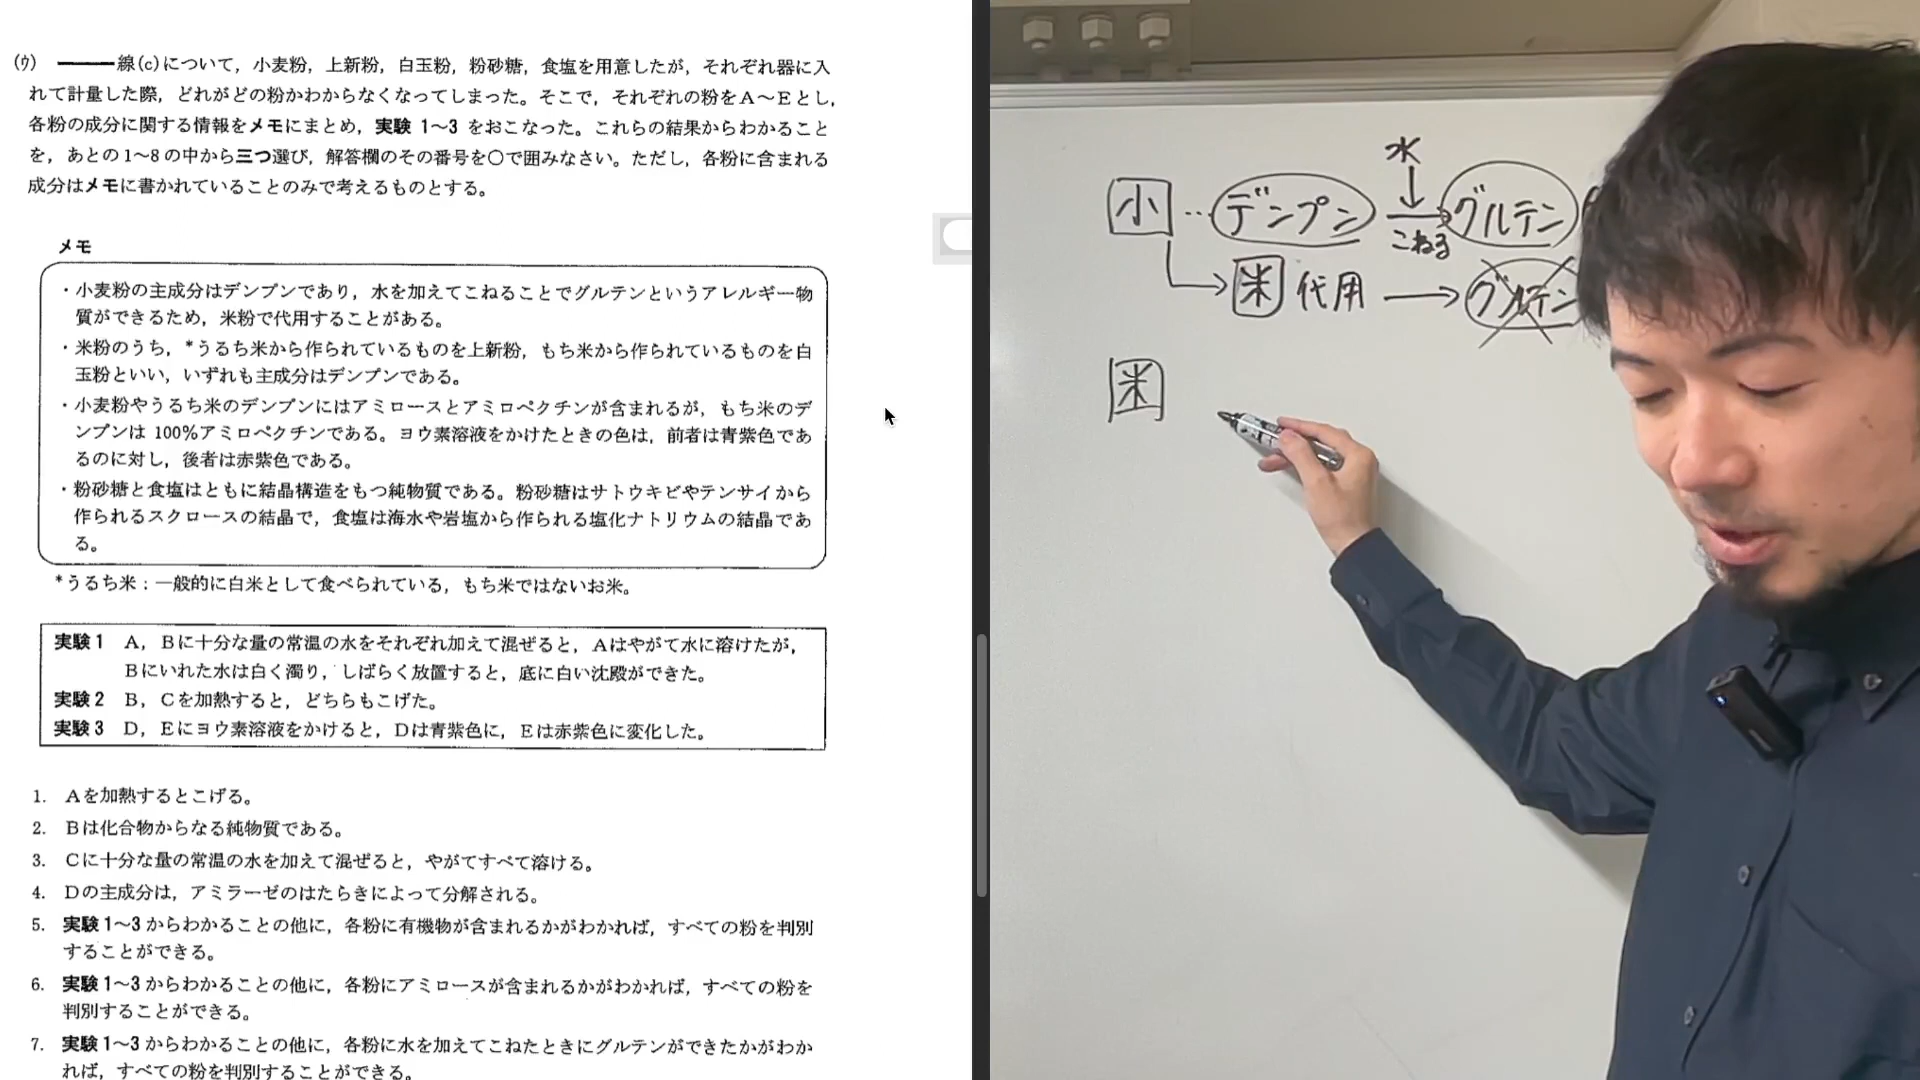 (ウ) ――線(c)について，小麦粉，上新粉，白玉粉，粉砂糖，食塩を用意したが，それぞれ器に入
れて計量した際，どれがどの粉かわからなくなってしまった。そこで，それぞれの粉をA～Eとし，
各粉の成分に関する情報をメモにまとめ，実験 1～3 をおこなった。これらの結果からわかること
を，あとの 1～8 の中から三つ選び，解答欄のその番号を○で囲みなさい。ただし，各粉に含まれる
成分はメモに書かれていることのみで考えるものとする。
メモ
・小麦粉の主成分はデンプンであり，水を加えてこねることでグルテンというアレルギー物
質ができるため，米粉で代用することがある。
・米粉のうち，*うるち米から作られているものを上新粉，もち米から作られているものを白
玉粉といい，いずれも主成分はデンプンである。
・小麦粉やうるち米のデンプンにはアミロースとアミロペクチンが含まれるが，もち米のデ
ンプンは 100%アミロペクチンである。ヨウ素溶液をかけたときの色は，前者は青紫色であ
るのに対し，後者は赤紫色である。
・粉砂糖と食塩はともに結晶構造をもつ純物質である。粉砂糖はサトウキビやテンサイから
作られるスクロースの結晶で，食塩は海水や岩塩から作られる塩化ナトリウムの結晶であ
る。
*うるち米：一般的に白米として食べられている，もち米ではないお米。
実験 1 A，Bに十分な量の常温の水をそれぞれ加えて混ぜると，Aはやがて水に溶けたが，
Bにいれた水は白く濁り，しばらく放置すると，底に白い沈殿ができた。
実験 2 B，Cを加熱すると，どちらもこげた。
実験 3 D，Eにヨウ素溶液をかけると，Dは青紫色に，Eは赤紫色に変化した。
1. Aを加熱するとこげる。
2. Bは化合物からなる純物質である。
3. Cに十分な量の常温の水を加えて混ぜると，やがてすべて溶ける。
4. Dの主成分は，アミラーゼのはたらきによって分解される。
5. 実験 1～3 からわかることの他に，各粉に有機物が含まれるかがわかれば，すべての粉を判別
することができる。
6. 実験 1～3 からわかることの他に，各粉にアミロースが含まれるかがわかれば，すべての粉を
判別することができる。
7. 実験 1～3 からわかることの他に，各粉に水を加えてこねたときにグルテンができたかがわか
れば，すべての粉を判別することができる。
水
小 … デンプン → グルテン
こねる
米 代用 → グルテン
米